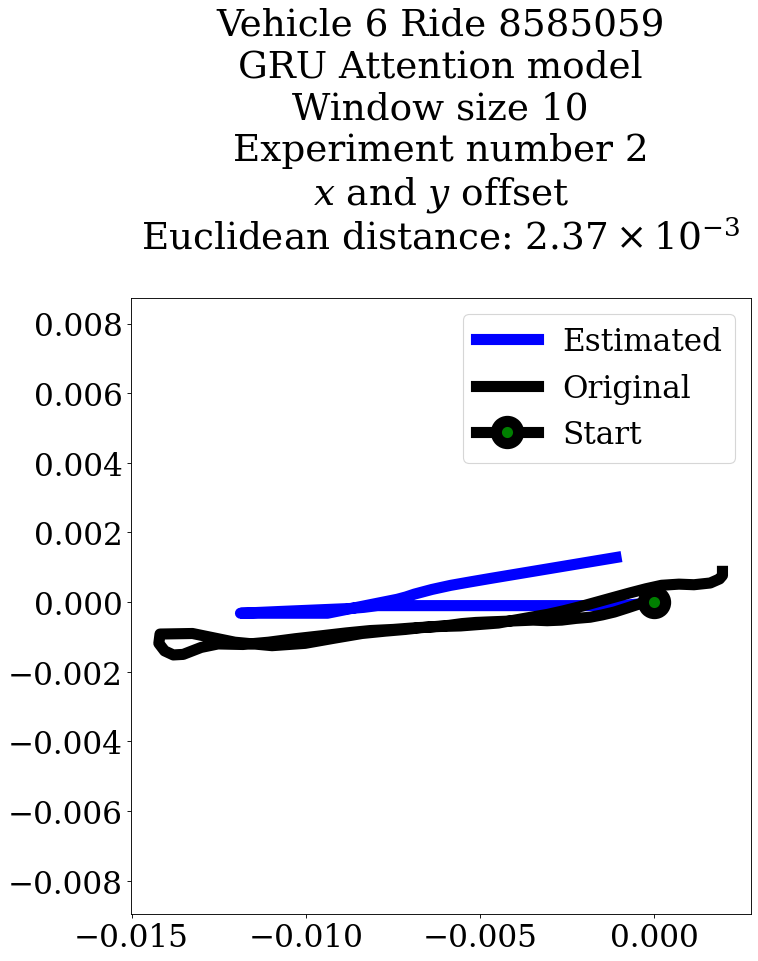 Vehicle 6 Ride 8585059
GRU Attention model
Window size 10
Experiment number 2
x and y offset
Euclidean distance: 2.37 × 10⁻³
Estimated
Original
Start
0.008
0.006
0.004
0.002
0.000
−0.002
−0.004
−0.006
−0.008
−0.015 −0.010 −0.005 0.000